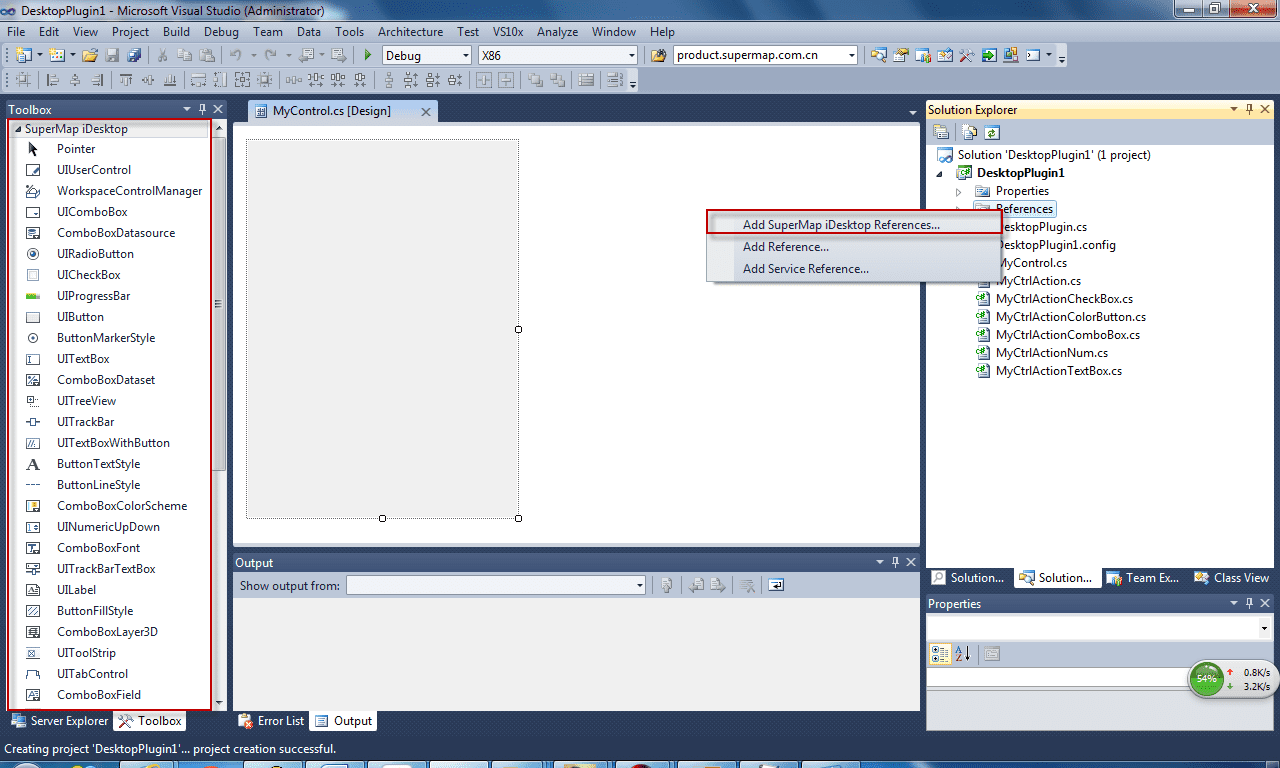 DesktopPlugin1 - Microsoft Visual Studio (Administrator)
File Edit View Project Build Debug Team Data Tools Architecture Test VS10x Analyze Window Help
Debug X86 product.supermap.com.cn
Toolbox
SuperMap iDesktop
Pointer
UIUserControl
WorkspaceControlManager
UIComboBox
ComboBoxDatasource
UIRadioButton
UICheckBox
UIProgressBar
UIButton
ButtonMarkerStyle
UITextBox
ComboBoxDataset
UITreeView
UITrackBar
UITextBoxWithButton
ButtonTextStyle
ButtonLineStyle
ComboBoxColorScheme
UINumericUpDown
ComboBoxFont
UITrackBarTextBox
UILabel
ButtonFillStyle
ComboBoxLayer3D
UIToolStrip
UITabControl
ComboBoxField
Server Explorer Toolbox
MyControl.cs [Design]
Add SuperMap iDesktop References...
Add Reference...
Add Service Reference...
Output
Show output from:
Error List Output
Solution Explorer
Solution 'DesktopPlugin1' (1 project)
DesktopPlugin1
Properties
References
esktopPlugin.cs
esktopPlugin1.config
MyControl.cs
MyCtrlAction.cs
MyCtrlActionCheckBox.cs
MyCtrlActionColorButton.cs
MyCtrlActionComboBox.cs
MyCtrlActionNum.cs
MyCtrlActionTextBox.cs
Solution... Solution... Team Ex... Class View
Properties
54% 0.8K/s
3.2K/s
Creating project 'DesktopPlugin1'... project creation successful.